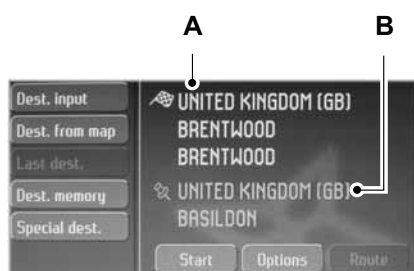 A B
Dest. input
Dest. from map
Last dest.
Dest. memory
Special dest.
UNITED KINGDOM (GB)
BRENTWOOD
BRENTWOOD
UNITED KINGDOM (GB)
BASILDON
Start Options Route